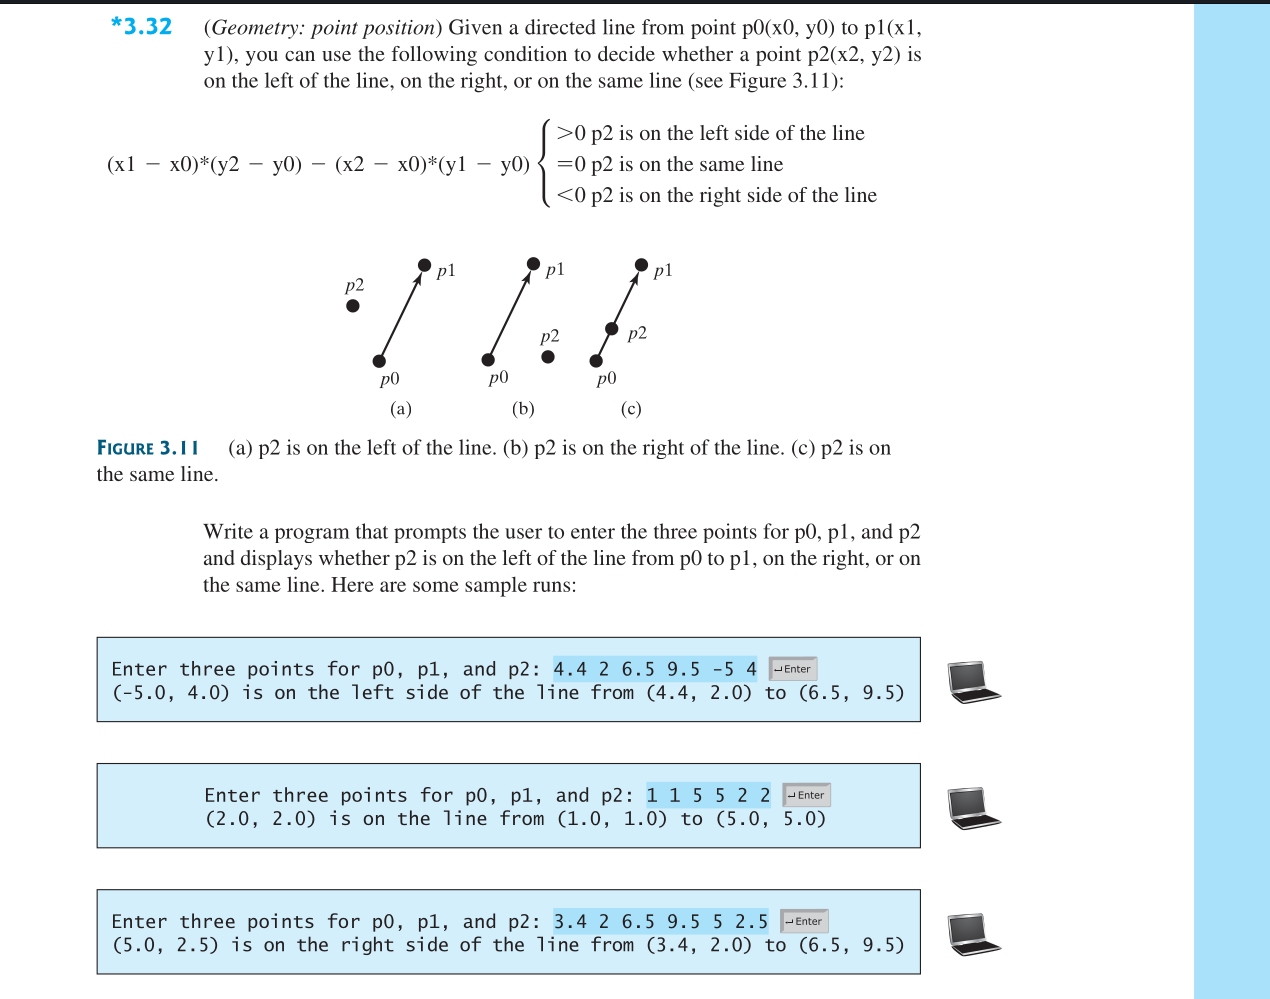 *3.32 (Geometry: point position) Given a directed line from point p0(x0, y0) to p1(x1,
y1), you can use the following condition to decide whether a point p2(x2, y2) is
on the left of the line, on the right, or on the same line (see Figure 3.11):
>0 p2 is on the left side of the line
(x1 − x0)*(y2 − y0) − (x2 − x0)*(y1 − y0) { =0 p2 is on the same line
<0 p2 is on the right side of the line
p2 p1 p0
(a)
p1 p2 p0
(b)
p1 p2 p0
(c)
FIGURE 3.11 (a) p2 is on the left of the line. (b) p2 is on the right of the line. (c) p2 is on
the same line.
Write a program that prompts the user to enter the three points for p0, p1, and p2
and displays whether p2 is on the left of the line from p0 to p1, on the right, or on
the same line. Here are some sample runs:
Enter three points for p0, p1, and p2: 4.4 2 6.5 9.5 -5 4 ↵Enter
(-5.0, 4.0) is on the left side of the line from (4.4, 2.0) to (6.5, 9.5)
Enter three points for p0, p1, and p2: 1 1 5 5 2 2 ↵Enter
(2.0, 2.0) is on the line from (1.0, 1.0) to (5.0, 5.0)
Enter three points for p0, p1, and p2: 3.4 2 6.5 9.5 5 2.5 ↵Enter
(5.0, 2.5) is on the right side of the line from (3.4, 2.0) to (6.5, 9.5)